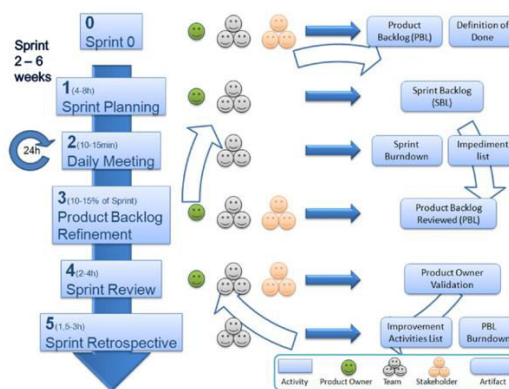 0
Sprint 0
Product
Backlog (PBL)
Definition of
Done
Sprint
2 – 6
weeks
1 (4-8h)
Sprint Planning
Sprint Backlog
(SBL)
24h
2 (10-15min)
Daily Meeting
Sprint
Burndown
Impediment
list
3 (10-15% of Sprint)
Product Backlog
Refinement
Product Backlog
Reviewed (PBL)
4 (2-4h)
Sprint Review
Product Owner
Validation
5 (1,5-3h)
Sprint Retrospective
Improvement
Activities List
PBL
Burndown
Activity
Product Owner
Team
Stakeholder
Artifact